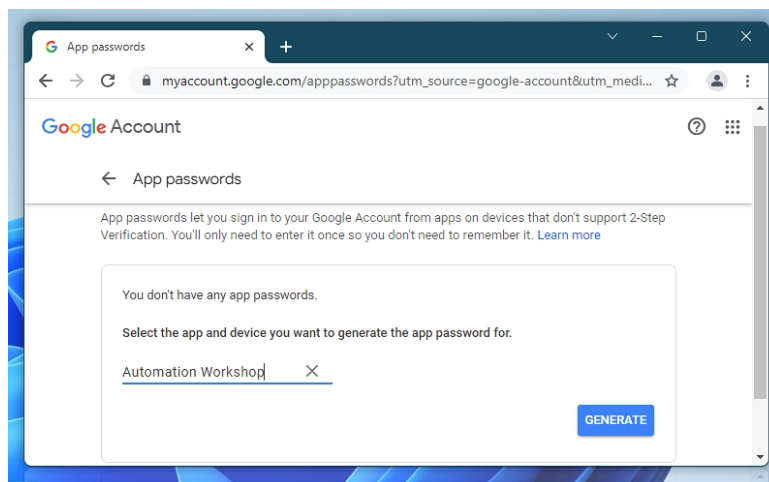 App passwords
myaccount.google.com/apppasswords?utm_source=google-account&utm_medi...
Google Account
App passwords
App passwords let you sign in to your Google Account from apps on devices that don't support 2-Step
Verification. You'll only need to enter it once so you don't need to remember it. Learn more
You don't have any app passwords.
Select the app and device you want to generate the app password for.
Automation Workshop
GENERATE